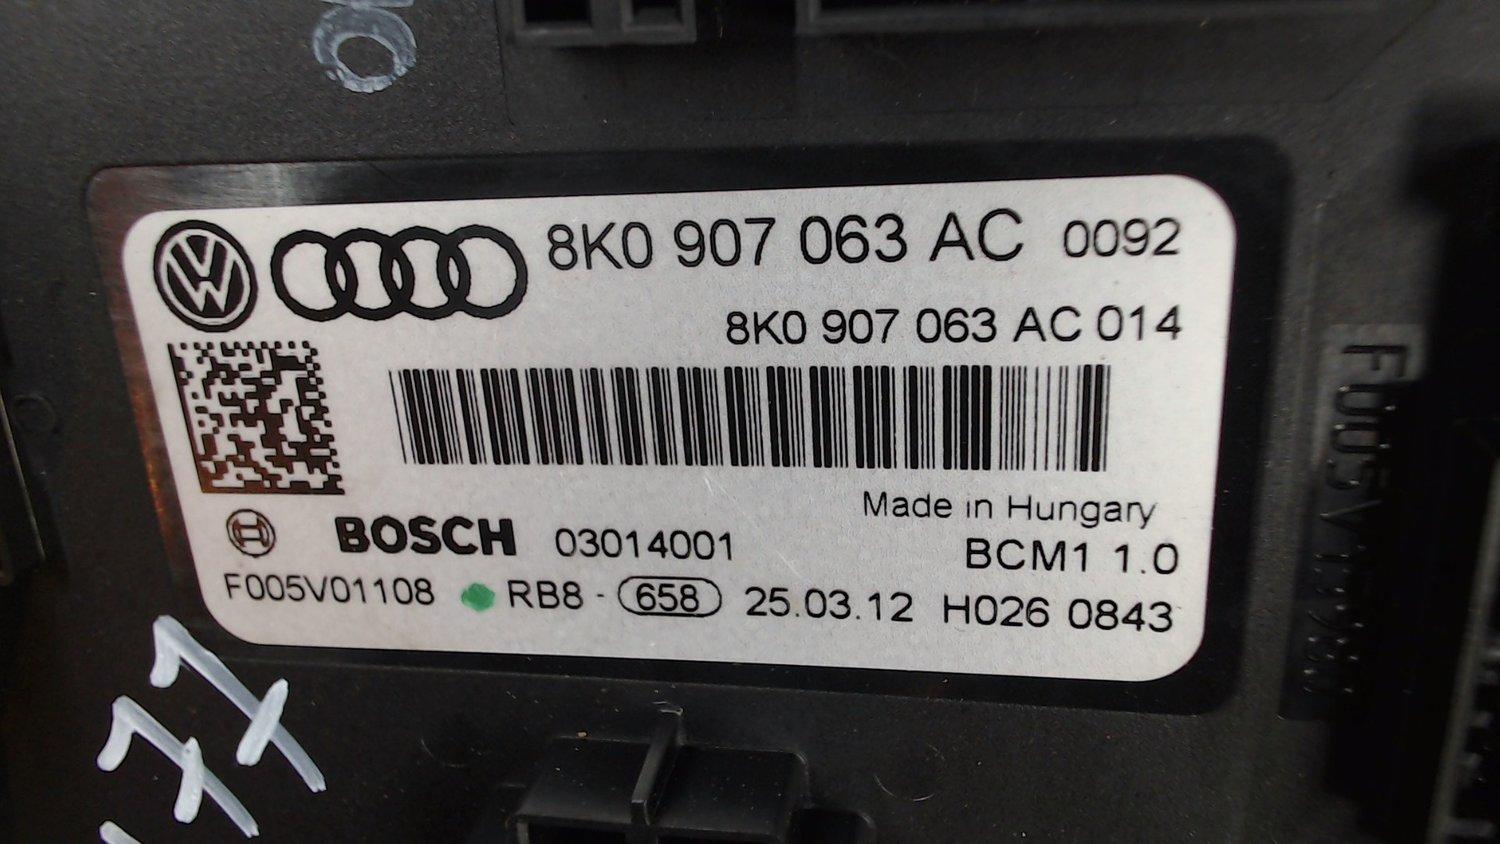 8K0 907 063 AC 0092
8K0 907 063 AC 014
Made in Hungary
BOSCH 03014001
BCM1 1.0
F005V01108 RB8 - 658 25.03.12 H026 0843
77